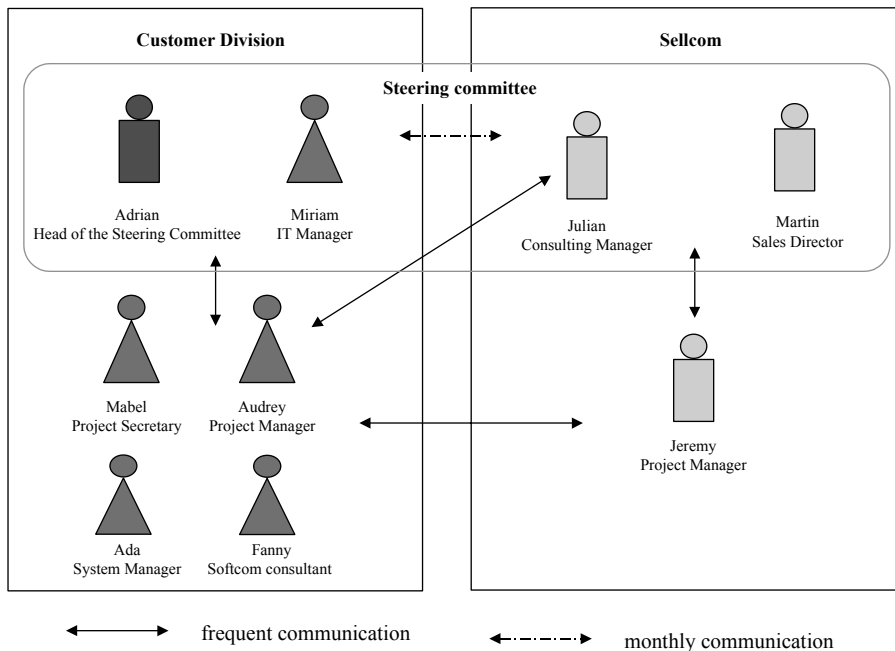 Customer Division
Sellcom
Steering committee
Adrian
Head of the Steering Committee
Miriam
IT Manager
Julian
Consulting Manager
Martin
Sales Director
Mabel
Project Secretary
Audrey
Project Manager
Jeremy
Project Manager
Ada
System Manager
Fanny
Softcom consultant
frequent communication
monthly communication